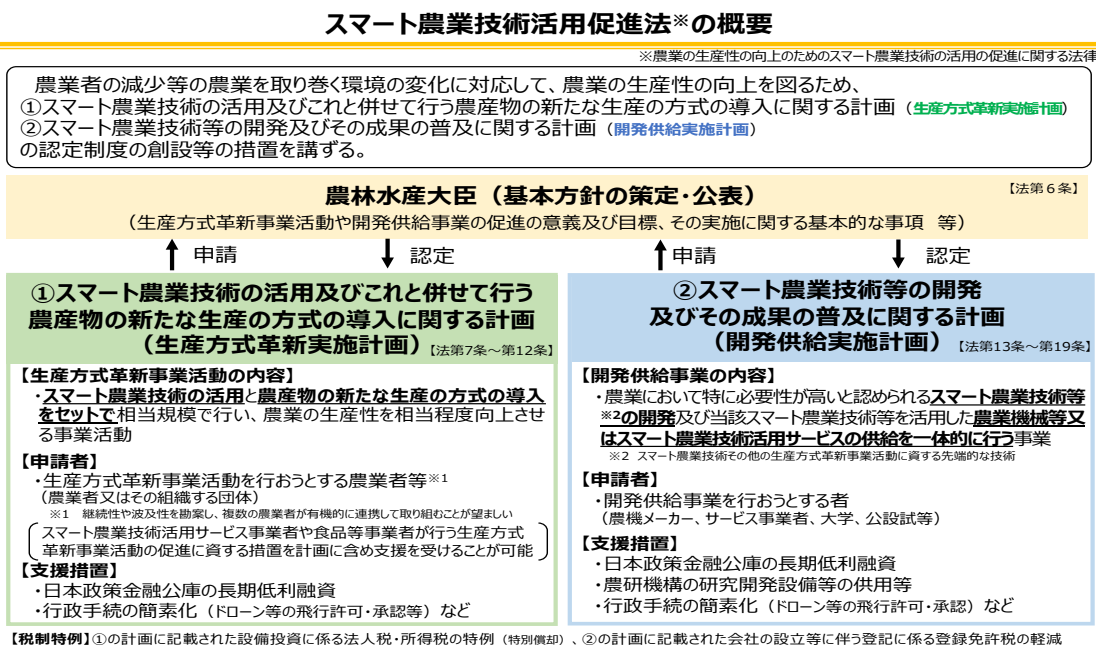 スマート農業技術活用促進法※の概要
※農業の生産性の向上のためのスマート農業技術の活用の促進に関する法律
農業者の減少等の農業を取り巻く環境の変化に対応して、農業の生産性の向上を図るため、
①スマート農業技術の活用及びこれと併せて行う農産物の新たな生産の方式の導入に関する計画（生産方式革新実施計画）
②スマート農業技術等の開発及びその成果の普及に関する計画（開発供給実施計画）
の認定制度の創設等の措置を講ずる。
農林水産大臣（基本方針の策定・公表）
【法第６条】
（生産方式革新事業活動や開発供給事業の促進の意義及び目標、その実施に関する基本的な事項 等）
申請 認定
申請 認定
①スマート農業技術の活用及びこれと併せて行う
農産物の新たな生産の方式の導入に関する計画
（生産方式革新実施計画）【法第7条～第12条】
【生産方式革新事業活動の内容】
・スマート農業技術の活用と農産物の新たな生産の方式の導入
をセットで相当規模で行い、農業の生産性を相当程度向上させ
る事業活動
【申請者】
・生産方式革新事業活動を行おうとする農業者等※1
（農業者又はその組織する団体）
※1 継続性や波及性を勘案し、複数の農業者が有機的に連携して取り組むことが望ましい
スマート農業技術活用サービス事業者や食品等事業者が行う生産方式
革新事業活動の促進に資する措置を計画に含め支援を受けることが可能
【支援措置】
・日本政策金融公庫の長期低利融資
・行政手続の簡素化（ドローン等の飛行許可・承認等）など
②スマート農業技術等の開発
及びその成果の普及に関する計画
（開発供給実施計画）【法第13条～第19条】
【開発供給事業の内容】
・農業において特に必要性が高いと認められるスマート農業技術等
※2の開発及び当該スマート農業技術等を活用した農業機械等又
はスマート農業技術活用サービスの供給を一体的に行う事業
※2 スマート農業技術その他の生産方式革新事業活動に資する先端的な技術
【申請者】
・開発供給事業を行おうとする者
（農機メーカー、サービス事業者、大学、公設試等）
【支援措置】
・日本政策金融公庫の長期低利融資
・農研機構の研究開発設備等の供用等
・行政手続の簡素化（ドローン等の飛行許可・承認）など
【税制特例】①の計画に記載された設備投資に係る法人税・所得税の特例（特別償却）、②の計画に記載された会社の設立等に伴う登記に係る登録免許税の軽減